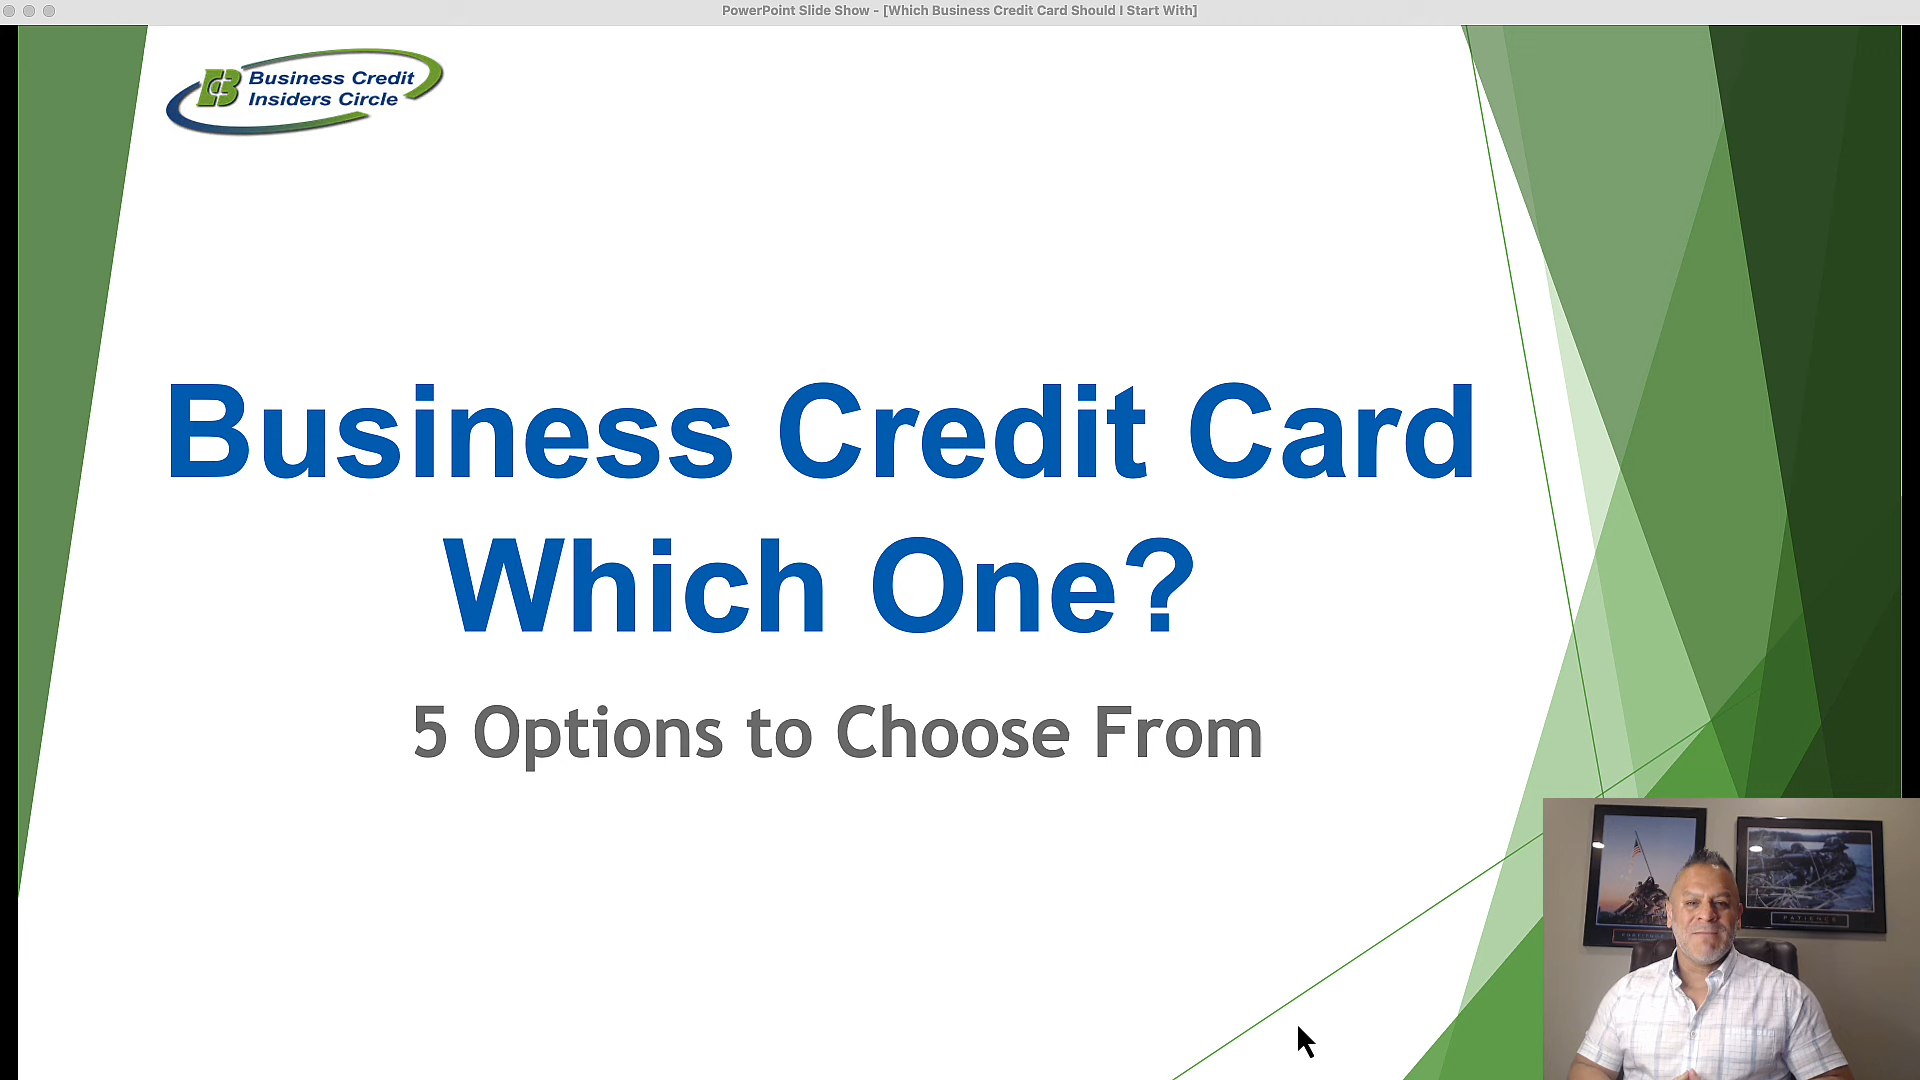 PowerPoint Slide Show - [Which Business Credit Card Should I Start With]
Business Credit
Insiders Circle
Business Credit Card
Which One?
5 Options to Choose From
PATIENCE